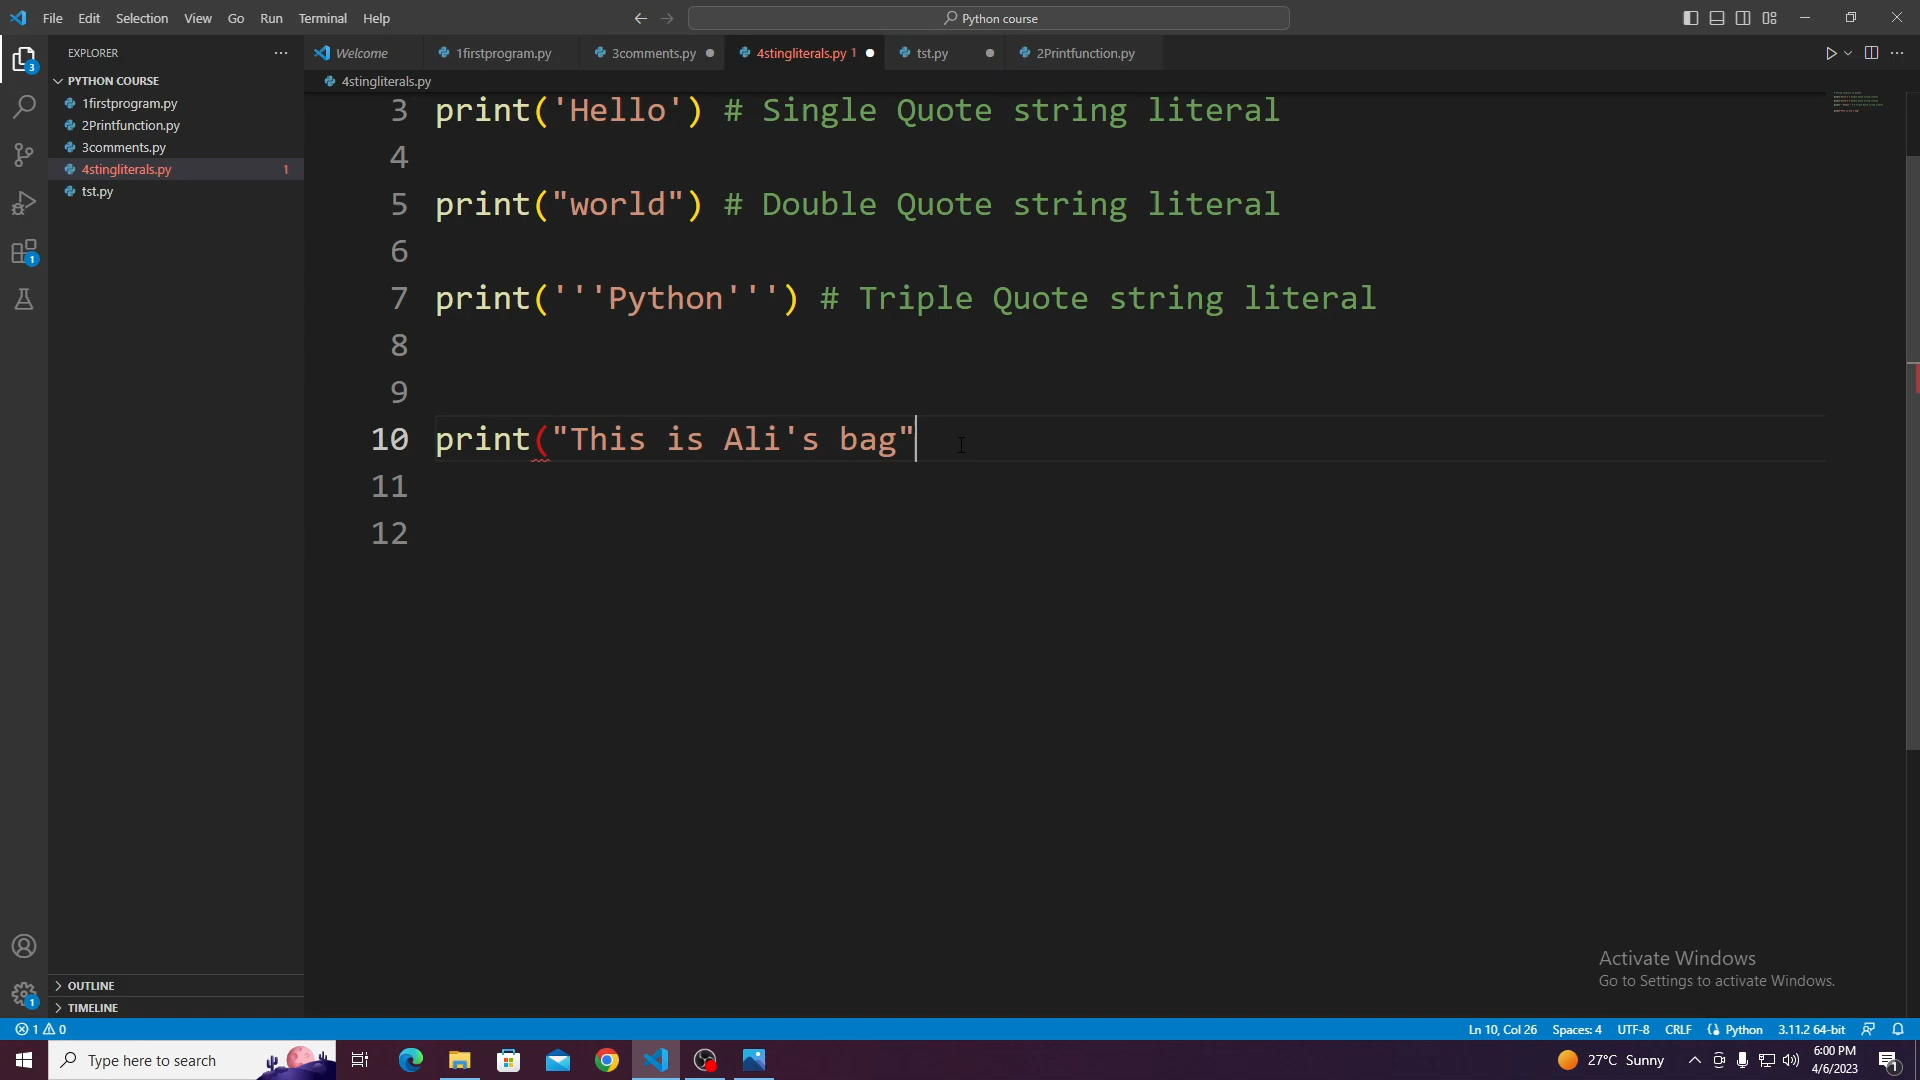 File Edit Selection View Go Run Terminal Help
Python course
EXPLORER
PYTHON COURSE
1firstprogram.py
2Printfunction.py
3comments.py
4stingliterals.py 1
tst.py
OUTLINE
TIMELINE
3
1
1
Welcome 1firstprogram.py 3comments.py 4stingliterals.py 1 tst.py 2Printfunction.py
4stingliterals.py
3 print('Hello') # Single Quote string literal
4
5 print("world") # Double Quote string literal
6
7 print('''Python''') # Triple Quote string literal
8
9
10 print("This is Ali's bag"
11
12
Activate Windows
Go to Settings to activate Windows.
1 0 Ln 10, Col 26 Spaces: 4 UTF-8 CRLF Python 3.11.2 64-bit
Type here to search 27°C Sunny 6:00 PM
4/6/2023
1